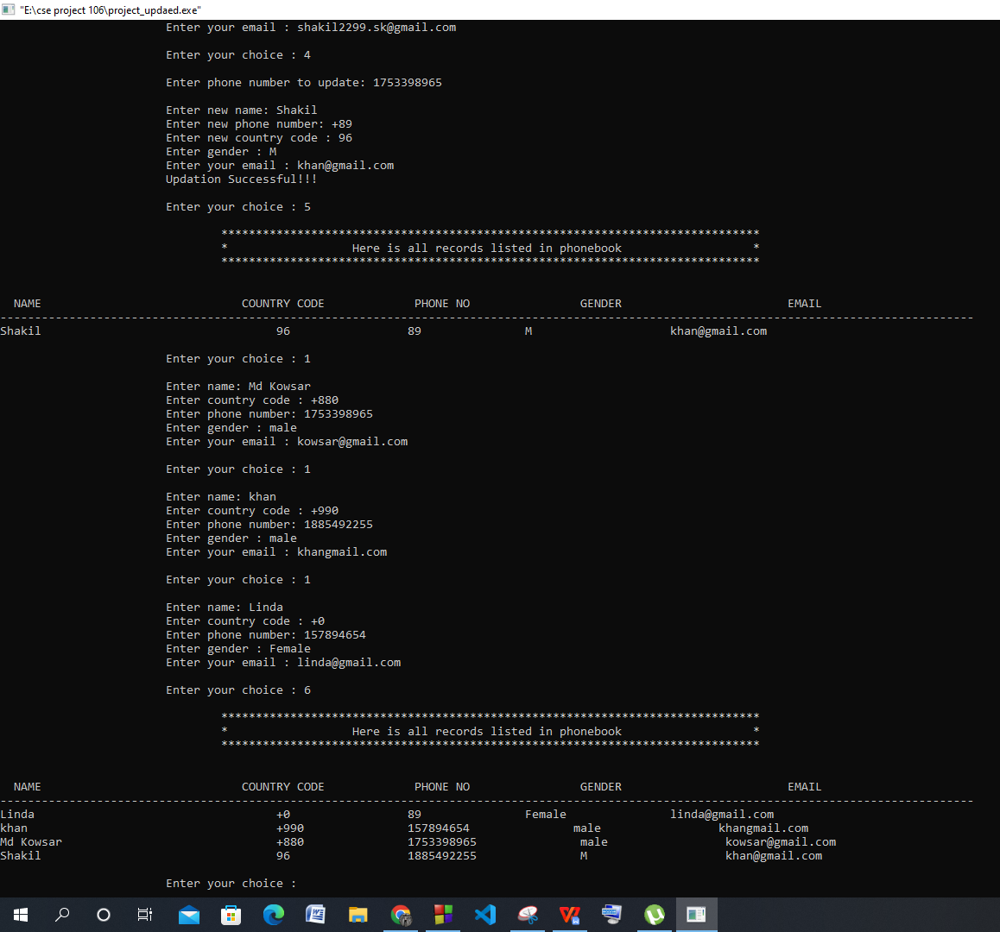 "E:\cse project 106\project_updaed.exe"
Enter your email : shakil2299.sk@gmail.com
Enter your choice : 4
Enter phone number to update: 1753398965
Enter new name: Shakil
Enter new phone number: +89
Enter new country code : 96
Enter gender : M
Enter your email : khan@gmail.com
Updation Successful!!!
Enter your choice : 5
******************************************************************************
* Here is all records listed in phonebook *
******************************************************************************
NAME COUNTRY CODE PHONE NO GENDER EMAIL
---------------------------------------------------------------------------------------------------------------------------------------------
Shakil 96 89 M khan@gmail.com
Enter your choice : 1
Enter name: Md Kowsar
Enter country code : +880
Enter phone number: 1753398965
Enter gender : male
Enter your email : kowsar@gmail.com
Enter your choice : 1
Enter name: khan
Enter country code : +990
Enter phone number: 1885492255
Enter gender : male
Enter your email : khangmail.com
Enter your choice : 1
Enter name: Linda
Enter country code : +0
Enter phone number: 157894654
Enter gender : Female
Enter your email : linda@gmail.com
Enter your choice : 6
******************************************************************************
* Here is all records listed in phonebook *
******************************************************************************
NAME COUNTRY CODE PHONE NO GENDER EMAIL
---------------------------------------------------------------------------------------------------------------------------------------------
Linda +0 89 Female linda@gmail.com
khan +990 157894654 male khangmail.com
Md Kowsar +880 1753398965 male kowsar@gmail.com
Shakil 96 1885492255 M khan@gmail.com
Enter your choice :